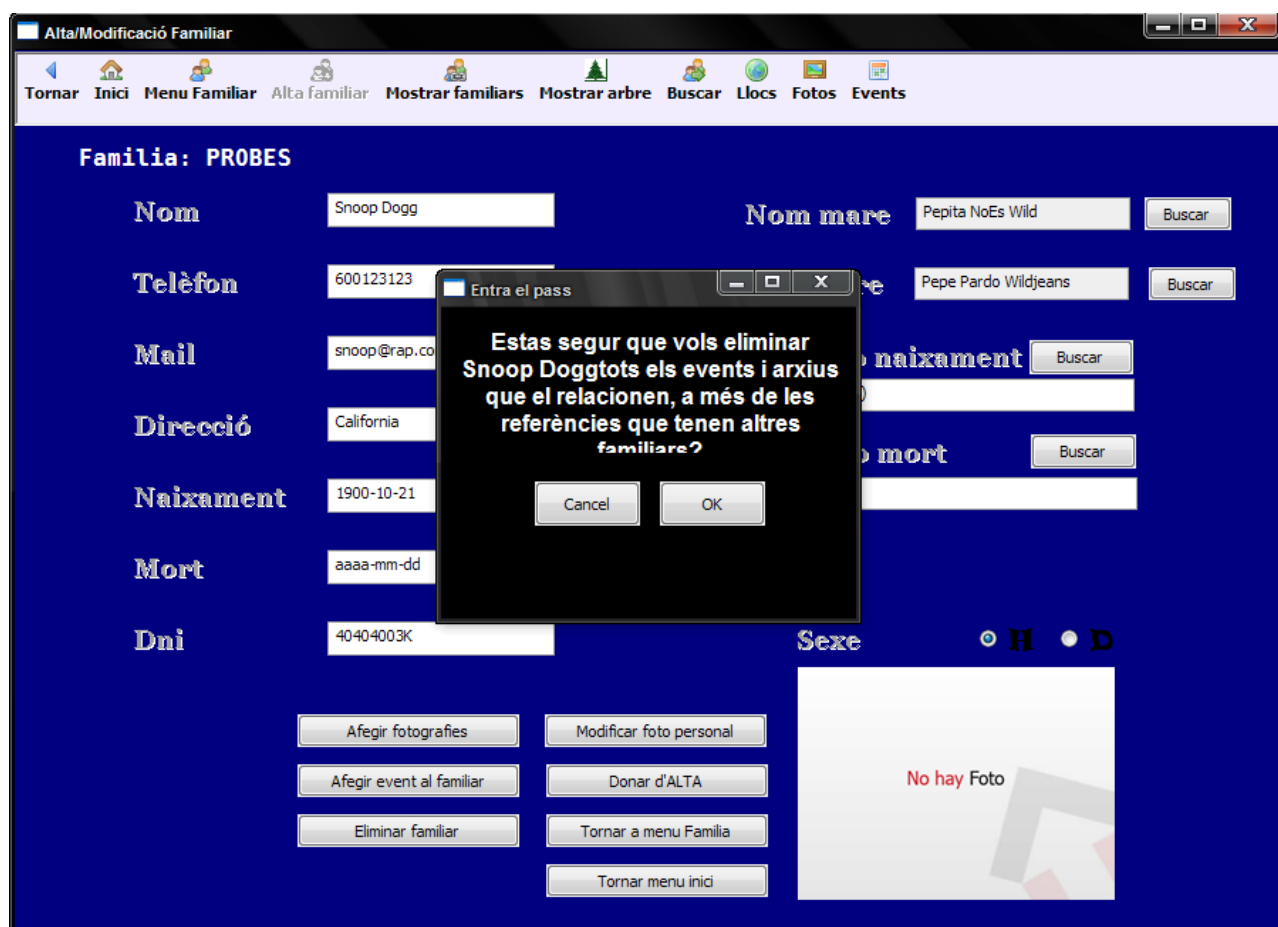 Alta/Modificació Familiar
Tornar Inici Menu Familiar Alta familiar Mostrar familiars Mostrar arbre Buscar Llocs Fotos Events
Familia: PROBES
Nom Snoop Dogg Nom mare Pepita NoEs Wild Buscar
Telèfon 600123123 re Pepe Pardo Wildjeans Buscar
Mail snoop@rap.co naixament Buscar
Direcció California
mort Buscar
Naixament 1900-10-21
Mort aaaa-mm-dd
Dni 40404003K Sexe H D
Entra el pass
Estas segur que vols eliminar
Snoop Doggtots els events i arxius
que el relacionen, a més de les
referències que tenen altres
familiars?
Cancel OK
Afegir fotografies Modificar foto personal
Afegir event al familiar Donar d'ALTA
Eliminar familiar Tornar a menu Familia
Tornar menu inici
No hay Foto